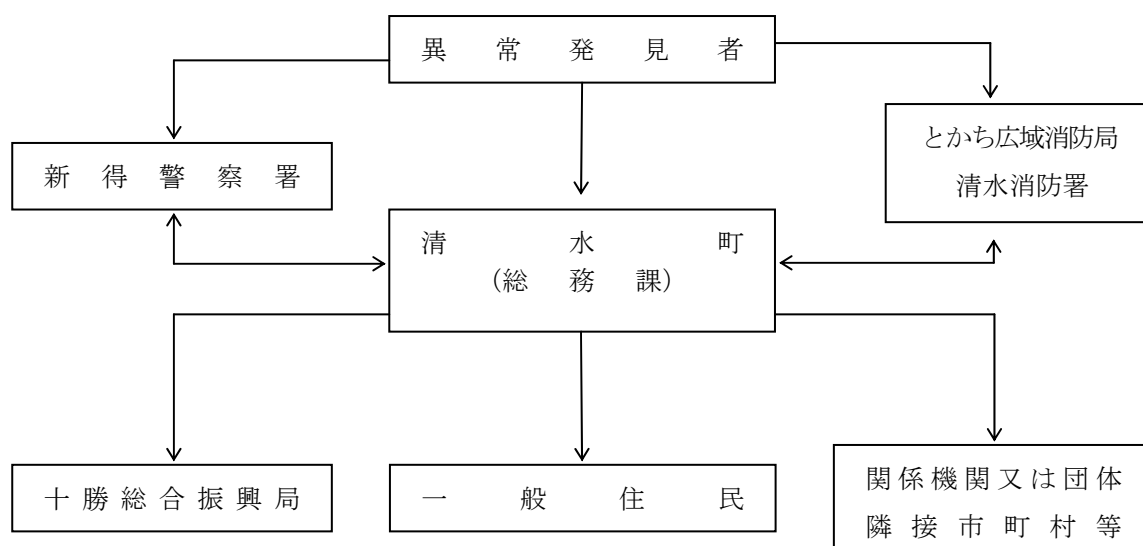 異常発見者
とかち広域消防局
清水消防署
新得警察署
清水町
(総務課)
十勝総合振興局
一般住民
関係機関又は団体
隣接市町村等